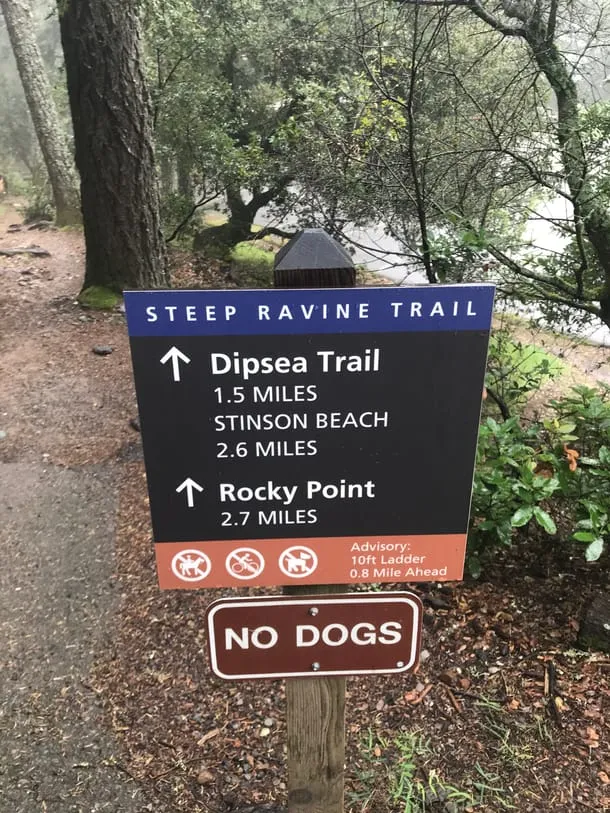 STEEP RAVINE TRAIL
Dipsea Trail
1.5 MILES
STINSON BEACH
2.6 MILES
Rocky Point
2.7 MILES
Advisory:
10ft Ladder
0.8 Mile Ahead
NO DOGS